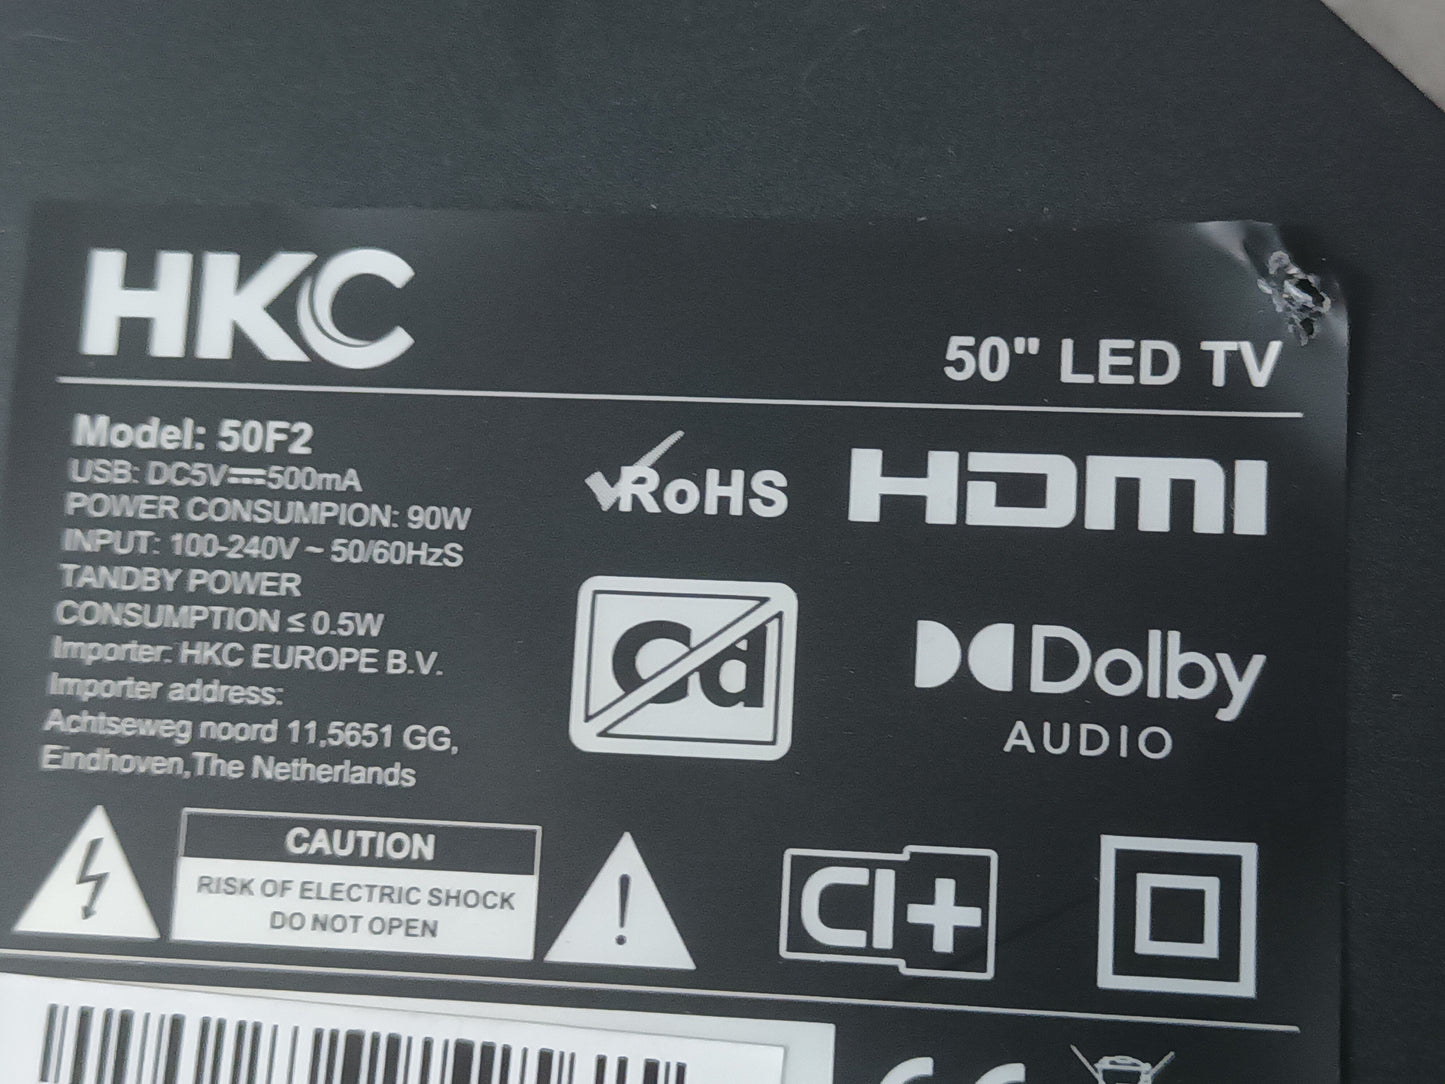 HKC
50" LED TV
Model: 50F2
USB: DC5V⎓500mA
POWER CONSUMPION: 90W
INPUT: 100-240V ~ 50/60HzS
TANDBY POWER
CONSUMPTION ≤ 0.5W
Importer: HKC EUROPE B.V.
Importer address:
Achtseweg noord 11,5651 GG,
Eindhoven,The Netherlands
RoHS
HDMI
Cd
Dolby
AUDIO
CAUTION
RISK OF ELECTRIC SHOCK
DO NOT OPEN
CI+
CE